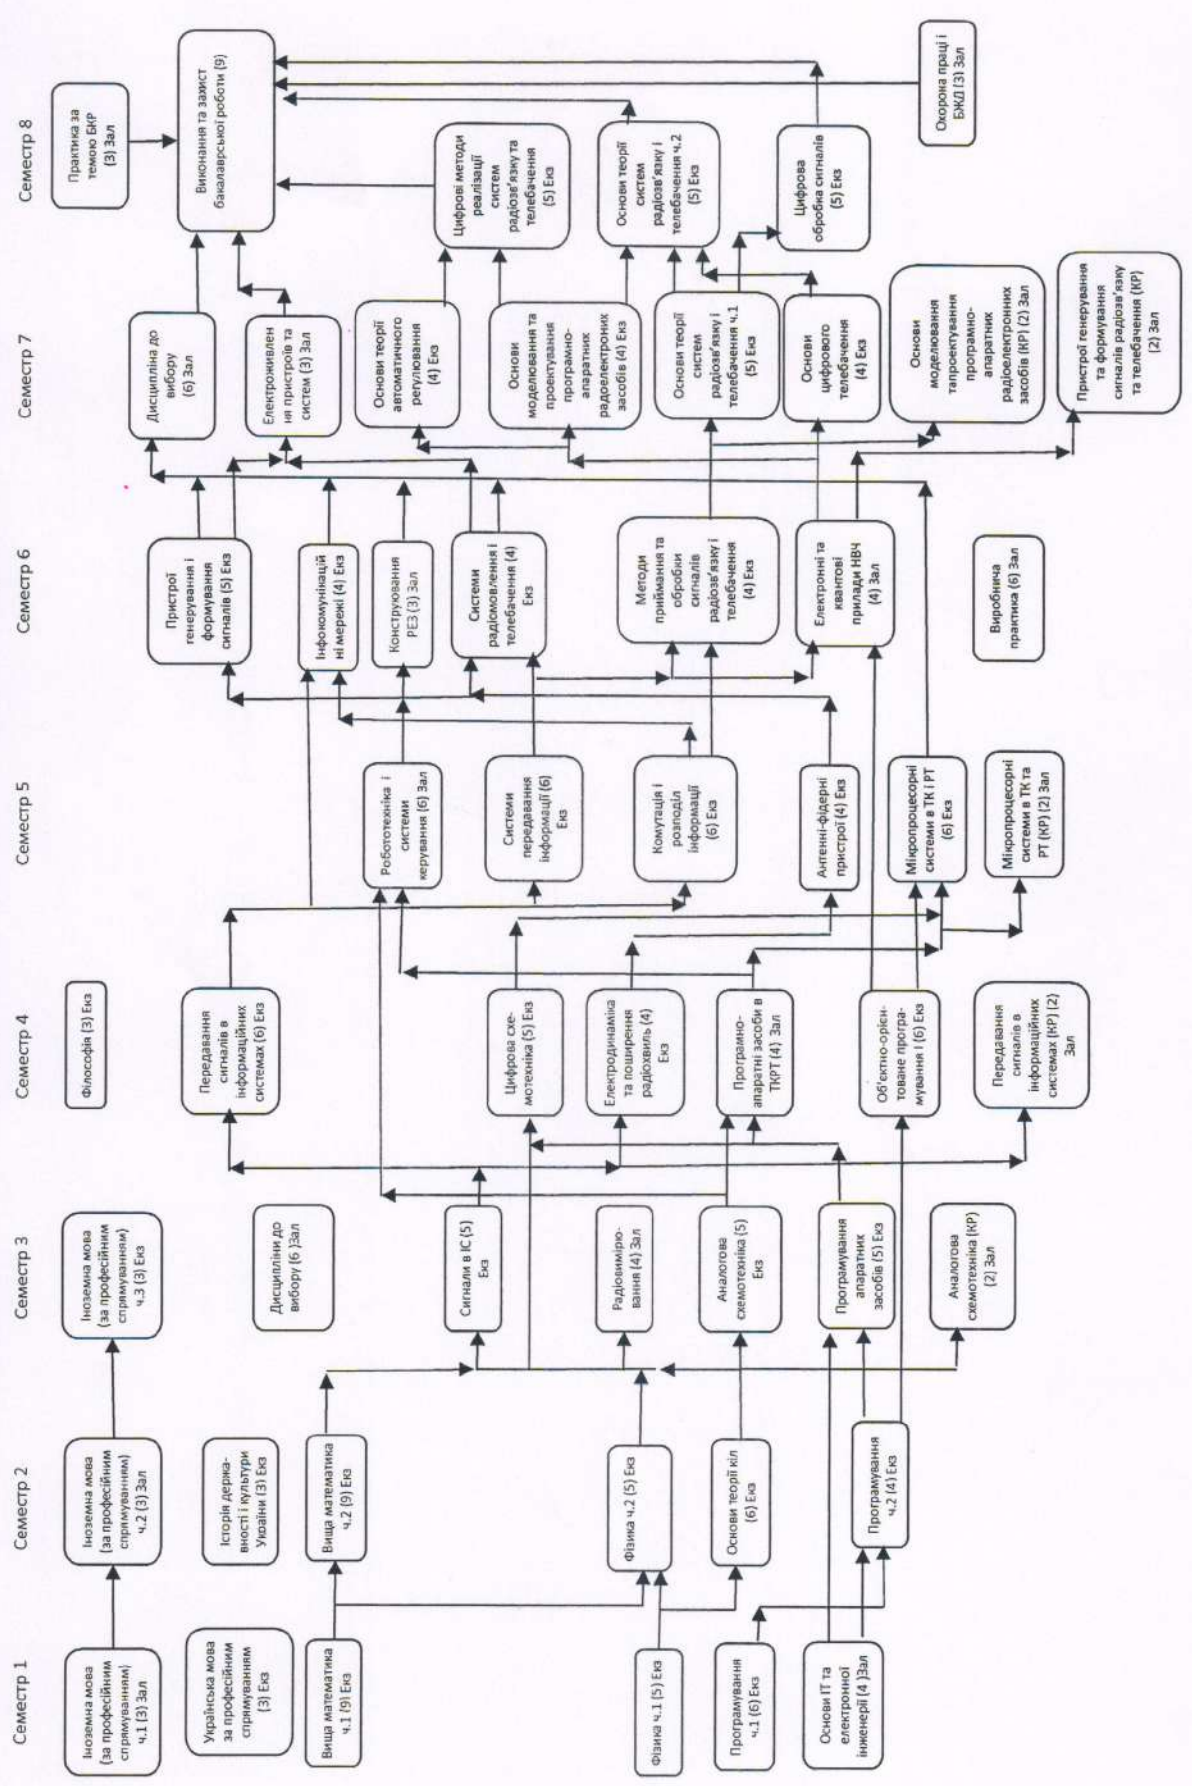 Семестр 1
Іноземна мова
(за професійним
спрямуванням)
ч.1 (3) Зал
Українська мова
за професійним
спрямуванням
(3) Екз
Вища математика
ч.1 (9) Екз
Фізика ч.1 (5) Екз
Програмування
ч.1 (6) Екз
Основи ІТ та
електронної
інженерії (4 )Зал
Семестр 2
Іноземна мова
(за професійним
спрямуванням)
ч.2 (3) Зал
Історія держа-
вності і культури
України (3) Екз
Вища математика
ч.2 (9) Екз
Фізика ч.2 (5) Екз
Основи теорії кіл
(6) Екз
Програмування
ч.2 (4) Екз
Семестр 3
Іноземна мова
(за професійним
спрямуванням)
ч.3 (3) Екз
Дисципліни до
вибору (6 )Зал
Сигнали в ІС (5)
Екз
Радіовимірю-
вання (4) Зал
Аналогова
схемотехніка (5)
Екз
Програмування
апаратних
засобів (5) Екз
Аналогова
схемотехніка (КР)
(2) Зал
Семестр 4
Філософія (3) Екз
Передавання
сигналів в
інформаційних
системах (6) Екз
Цифрова схе-
мотехніка (5) Екз
Електродинаміка
та поширення
радіохвиль (4)
Екз
Програмно-
апаратні засоби в
ТКРТ (4) Зал
Об'єктно-орієн-
товане програ-
мування І (6) Екз
Передавання
сигналів в
інформаційних
системах (КР) (2)
Зал
Семестр 5
Робототехніка і
системи
керування (6) Зал
Системи
передавання
інформації (6)
Екз
Комутація і
розподіл
інформації
(6) Екз
Антенні-фідерні
пристрої (4) Екз
Мікропроцесорні
системи в ТК і РТ
(6) Екз
Мікропроцесорні
системи в ТК та
РТ (КР) (2) Зал
Семестр 6
Пристрої
генерування і
формування
сигналів (5) Екз
Інфокомунікацій
ні мережі (4) Екз
Конструювання
РЕЗ (3) Зал
Системи
радіомовлення і
телебачення (4)
Екз
Методи
приймання та
обробки
сигналів
радіозв'язку і
телебачення
(4) Екз
Електронні та
квантові
прилади НВЧ
(4) Зал
Виробнича
практика (6) Зал
Семестр 7
Дисципліна до
вибору
(6) Зал
Електроживлен
ня пристроїв та
систем (3) Зал
Основи теорії
автоматичного
регулювання
(4) Екз
Основи
моделювання та
проектування
програмно-
апаратних
радоелектроних
засобів (4) Екз
Основи теорії
систем
радіозв'язку і
телебачення ч.1
(5) Екз
Основи
цифрового
телебачення
(4) Екз
Основи
моделювання
тапроектування
програмно-
апаратних
радіоелектронних
засобів (КР) (2) Зал
Пристрої генерування
та формування
сигналів радіозв'язку
та телебачення (КР)
(2) Зал
Семестр 8
Практика за
темою БКР
(3) Зал
Виконання та захист
бакалаврської роботи (9)
Цифрові методи
реалізації
систем
радіозв'язку та
телебачення
(5) Екз
Основи теорії
систем
радіозв'язку і
телебачення ч.2
(5) Екз
Цифрова
обробка сигналів
(5) Екз
Охорона праці і
БЖД (3) Зал